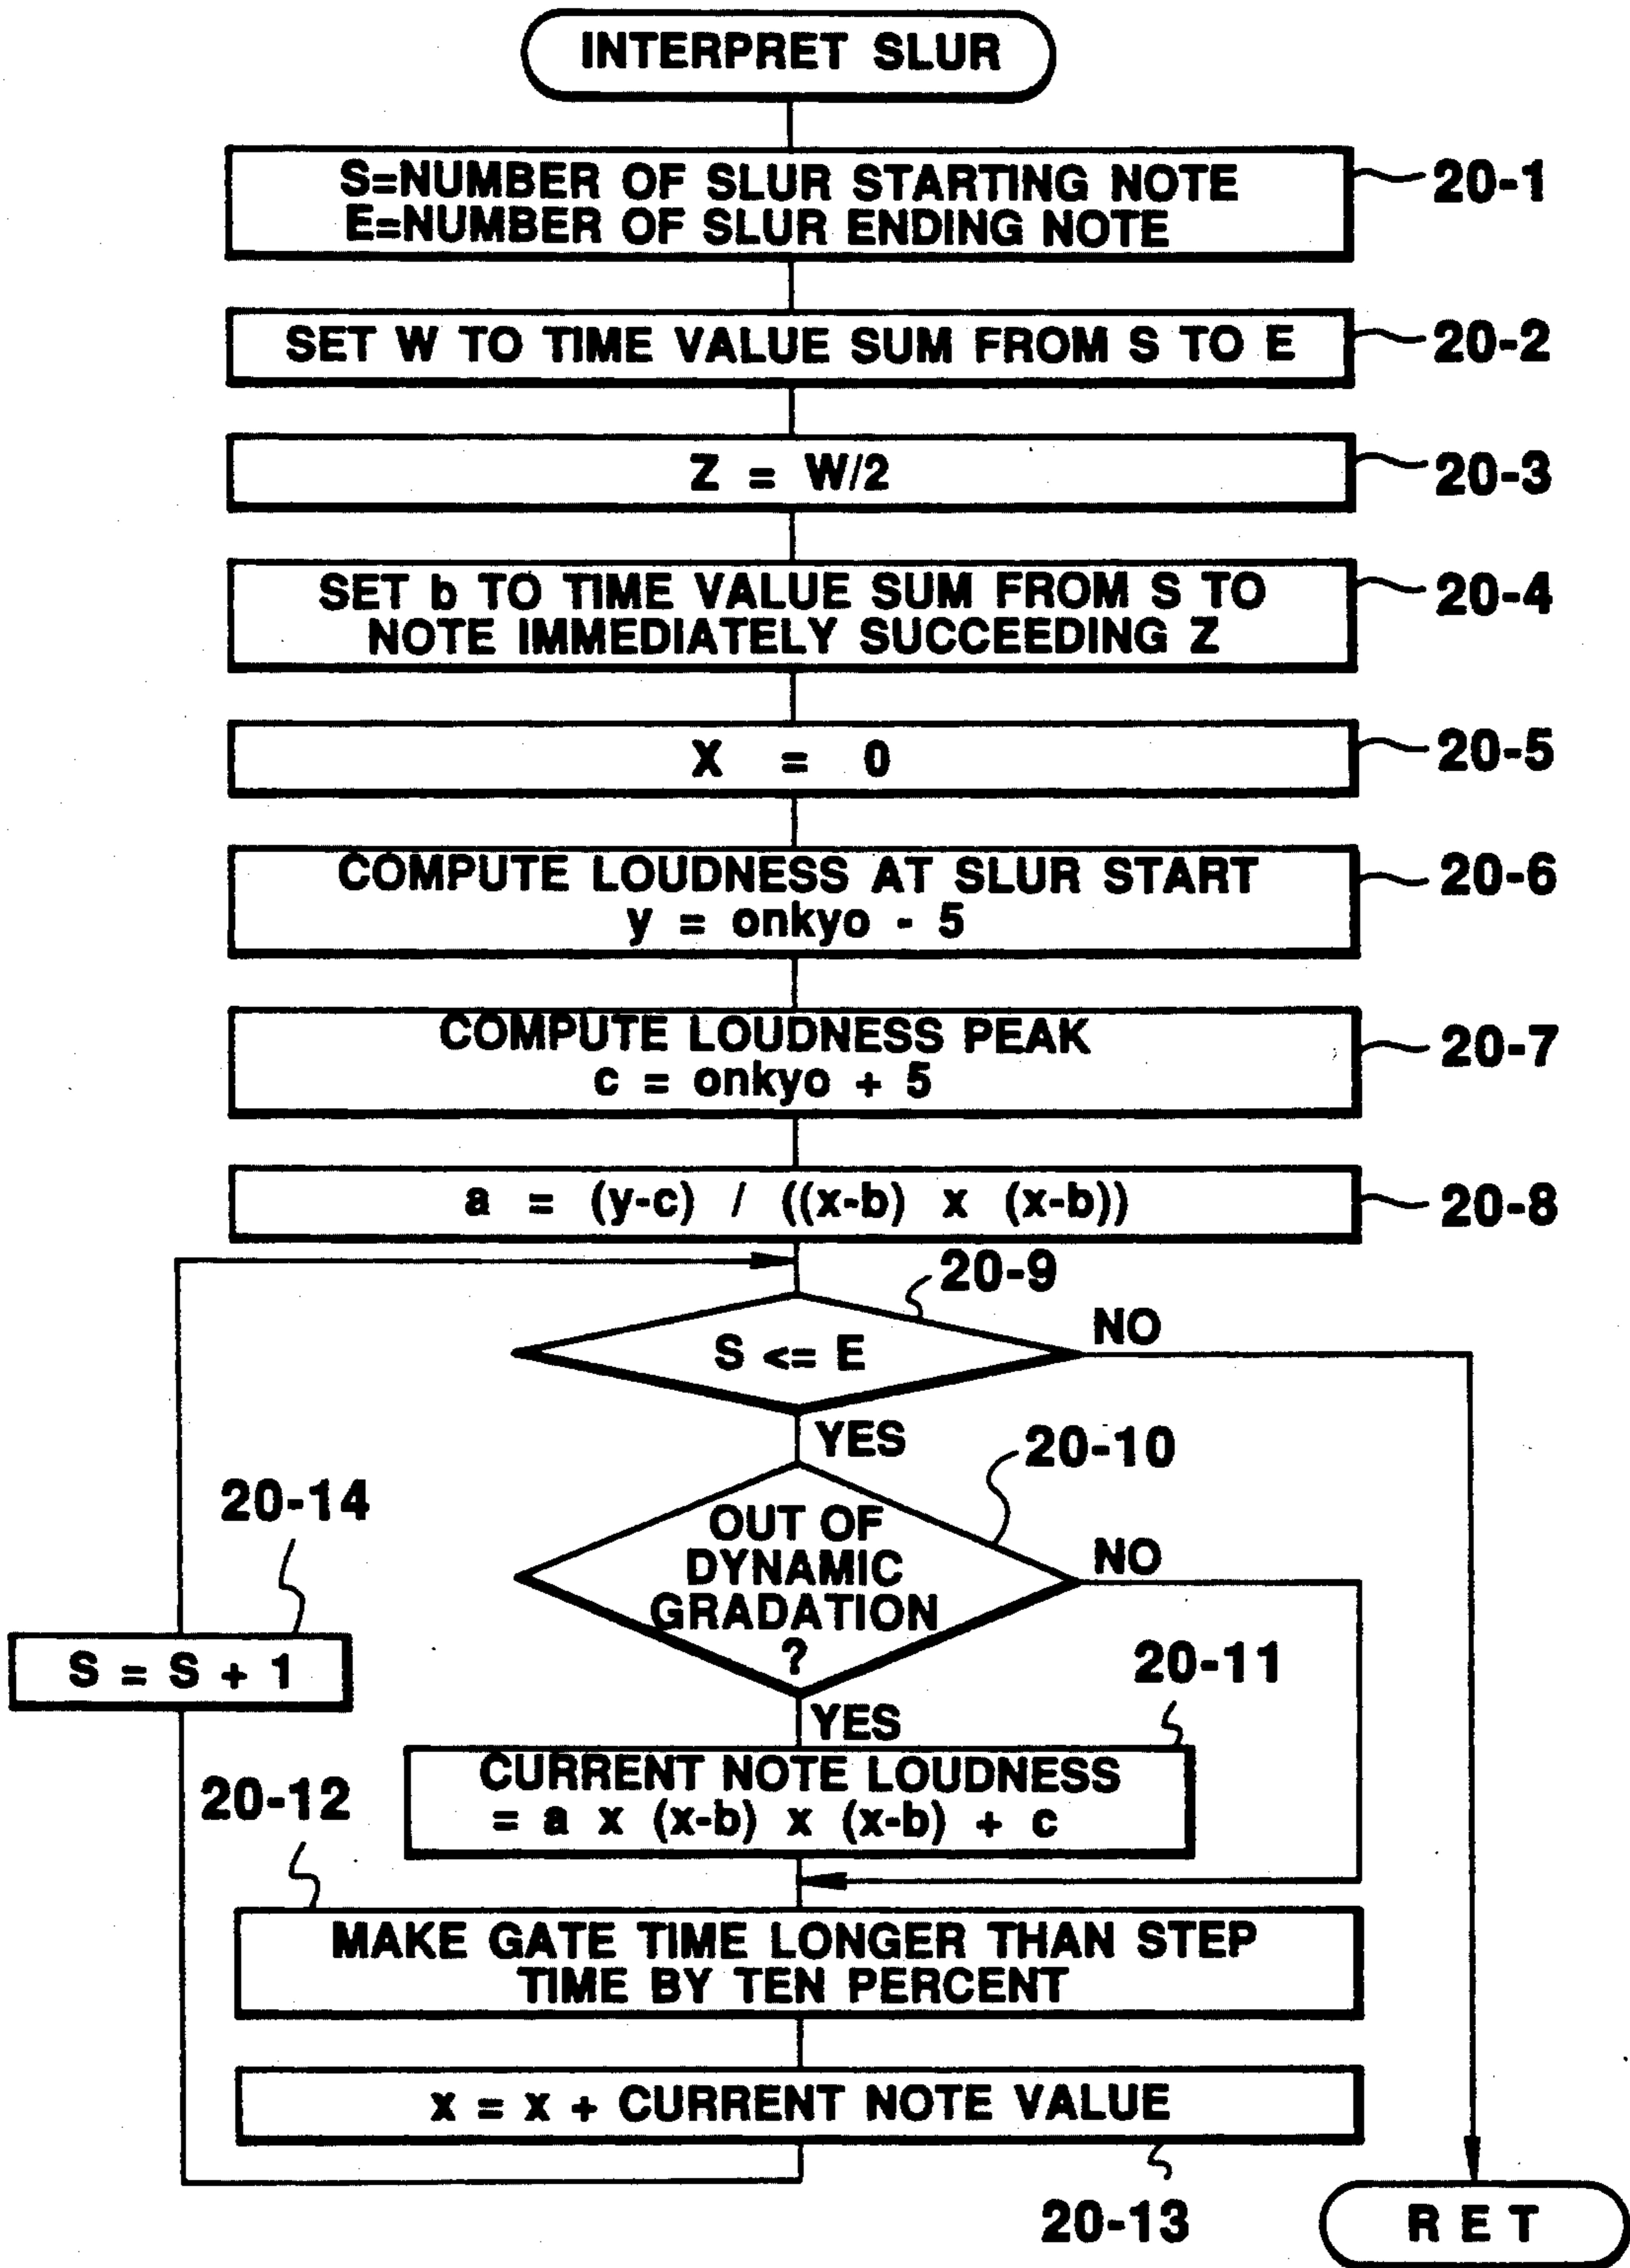 INTERPRET SLUR
S=NUMBER OF SLUR STARTING NOTE
E=NUMBER OF SLUR ENDING NOTE
20-1
SET W TO TIME VALUE SUM FROM S TO E
20-2
Z = W/2
20-3
SET b TO TIME VALUE SUM FROM S TO
NOTE IMMEDIATELY SUCCEEDING Z
20-4
X = 0
20-5
COMPUTE LOUDNESS AT SLUR START
y = onkyo - 5
20-6
COMPUTE LOUDNESS PEAK
c = onkyo + 5
20-7
a = (y-c) / ((x-b) x (x-b))
20-8
20-9
S <= E
NO
YES
20-10
OUT OF
DYNAMIC
GRADATION
?
NO
20-14
S = S + 1
YES
20-11
CURRENT NOTE LOUDNESS
= a x (x-b) x (x-b) + c
20-12
MAKE GATE TIME LONGER THAN STEP
TIME BY TEN PERCENT
x = x + CURRENT NOTE VALUE
20-13
RET